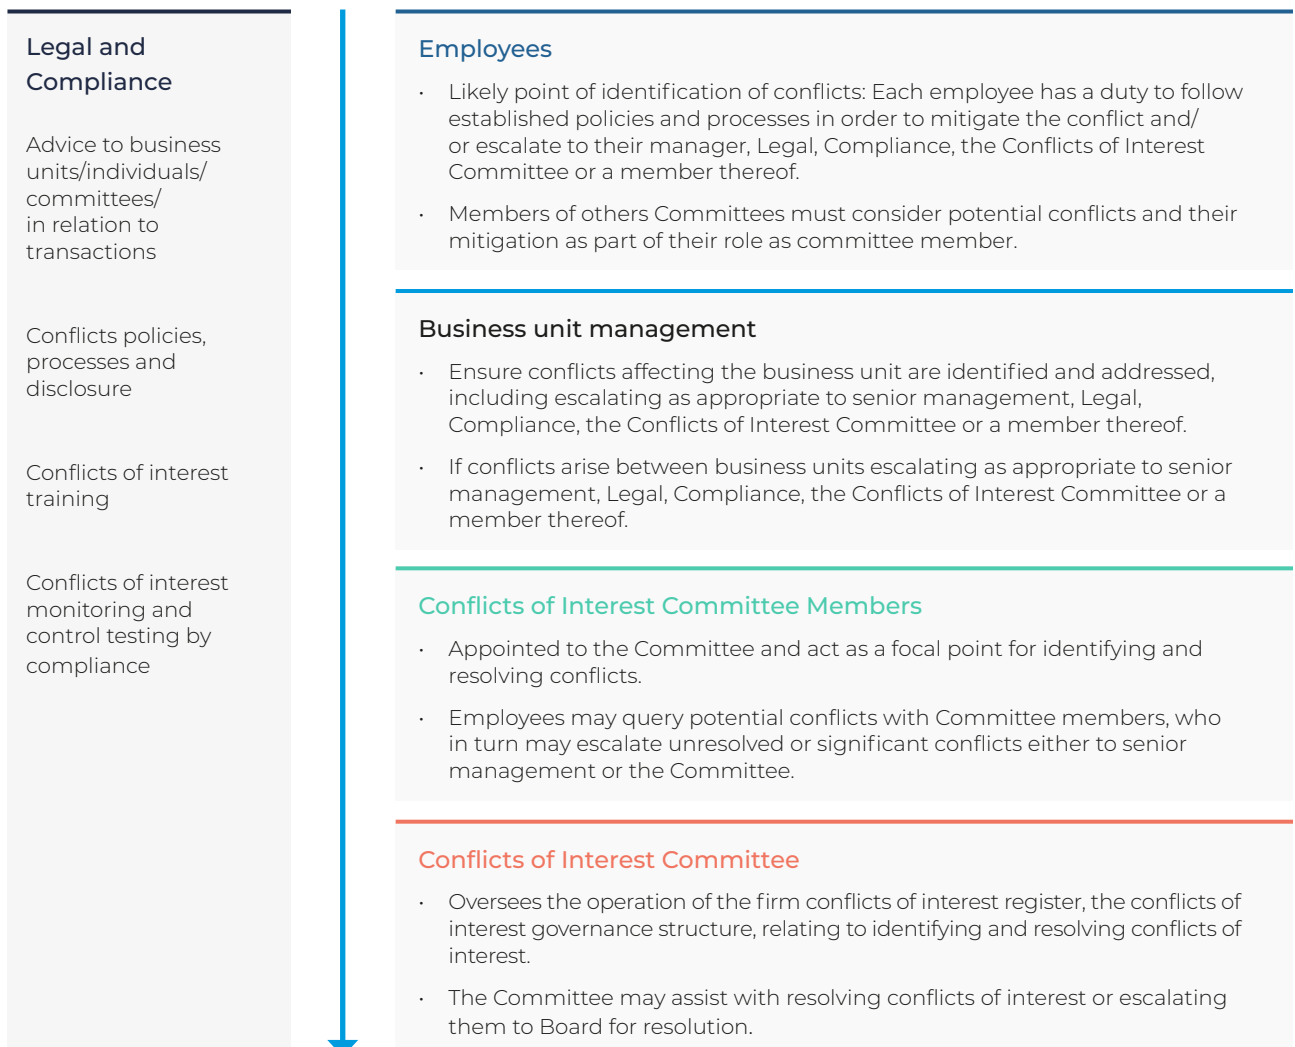 Legal and
Compliance
Advice to business
units/individuals/
committees/
in relation to
transactions
Conflicts policies,
processes and
disclosure
Conflicts of interest
training
Conflicts of interest
monitoring and
control testing by
compliance
Employees
• Likely point of identification of conflicts: Each employee has a duty to follow
established policies and processes in order to mitigate the conflict and/
or escalate to their manager, Legal, Compliance, the Conflicts of Interest
Committee or a member thereof.
• Members of others Committees must consider potential conflicts and their
mitigation as part of their role as committee member.
Business unit management
• Ensure conflicts affecting the business unit are identified and addressed,
including escalating as appropriate to senior management, Legal,
Compliance, the Conflicts of Interest Committee or a member thereof.
• If conflicts arise between business units escalating as appropriate to senior
management, Legal, Compliance, the Conflicts of Interest Committee or a
member thereof.
Conflicts of Interest Committee Members
• Appointed to the Committee and act as a focal point for identifying and
resolving conflicts.
• Employees may query potential conflicts with Committee members, who
in turn may escalate unresolved or significant conflicts either to senior
management or the Committee.
Conflicts of Interest Committee
• Oversees the operation of the firm conflicts of interest register, the conflicts of
interest governance structure, relating to identifying and resolving conflicts of
interest.
• The Committee may assist with resolving conflicts of interest or escalating
them to Board for resolution.